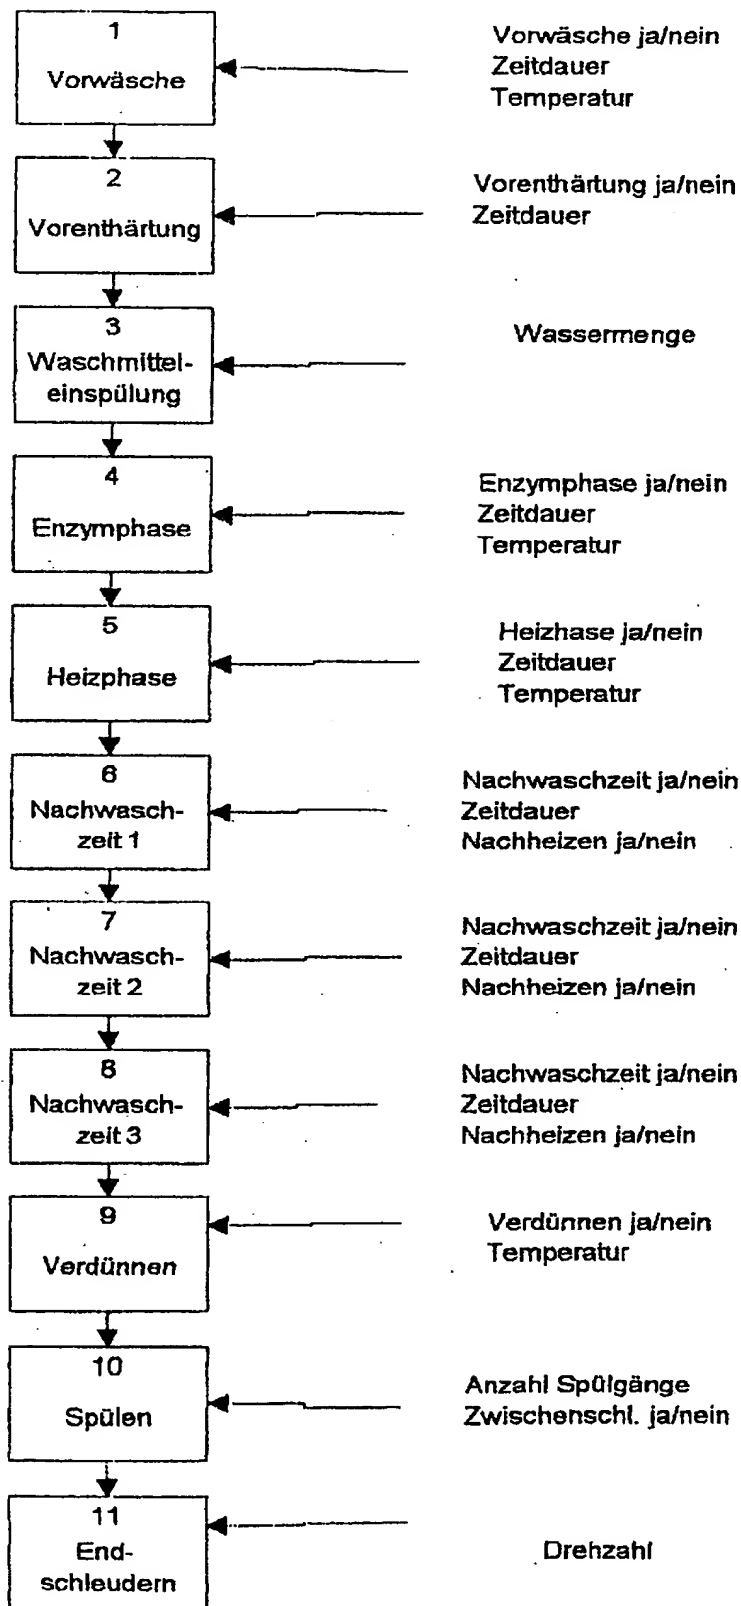 1
Vorwäsche
Vorwäsche ja/nein
Zeitdauer
Temperatur
2
Vorenthärtung
Vorenthärtung ja/nein
Zeitdauer
3
Waschmittel-
einspülung
Wassermenge
4
Enzymphase
Enzymphase ja/nein
Zeitdauer
Temperatur
5
Heizphase
Heizhase ja/nein
Zeitdauer
Temperatur
6
Nachwasch-
zeit 1
Nachwaschzeit ja/nein
Zeitdauer
Nachheizen ja/nein
7
Nachwasch-
zeit 2
Nachwaschzeit ja/nein
Zeitdauer
Nachheizen ja/nein
8
Nachwasch-
zeit 3
Nachwaschzeit ja/nein
Zeitdauer
Nachheizen ja/nein
9
Verdünnen
Verdünnen ja/nein
Temperatur
10
Spülen
Anzahl Spülgänge
Zwischenschl. ja/nein
11
End-
schleudern
Drehzahl